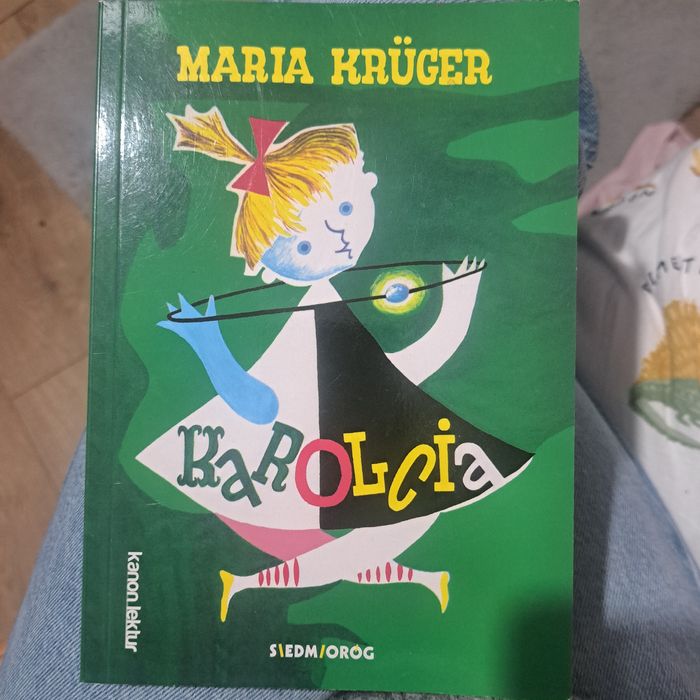 MARIA KRÜGER
KAROLCia
kanon lektur
SIEDMIORÓG